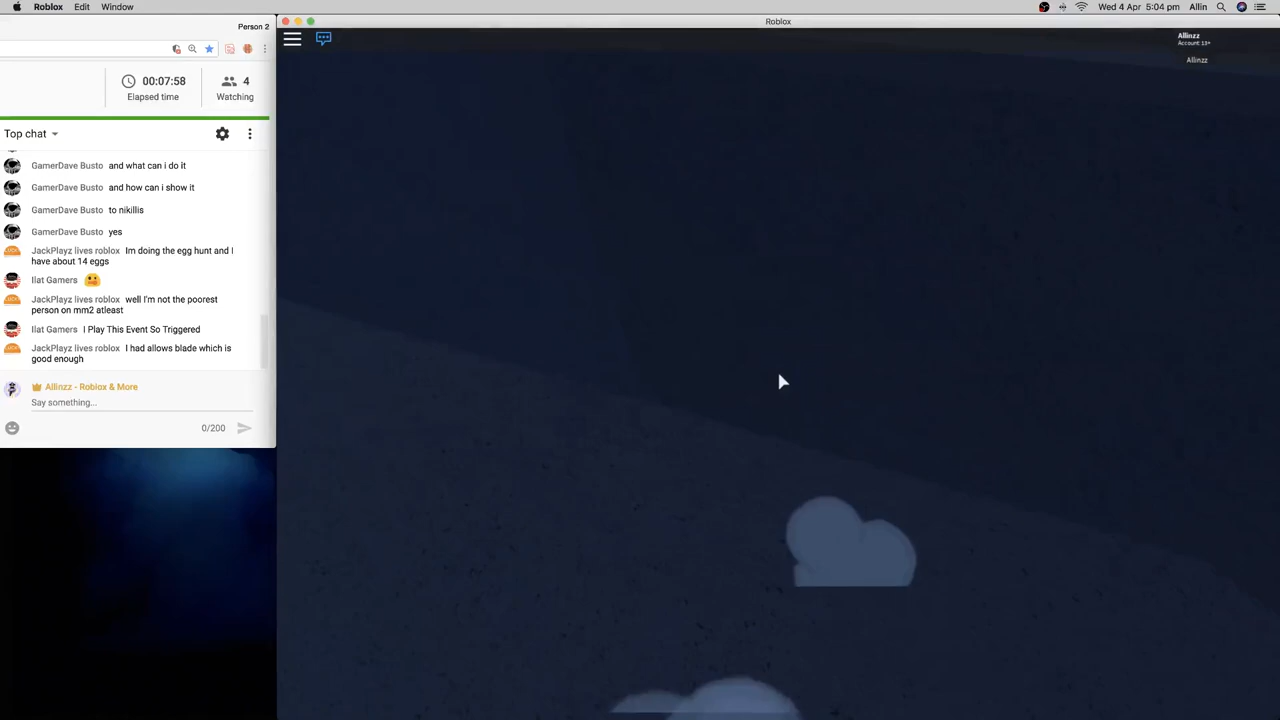 Roblox Edit Window
Wed 4 Apr 5:04 pm Allin
Person 2
Roblox
Allinzz
Account: 13+
Allinzz
00:07:58
Elapsed time
4
Watching
Top chat
GamerDave Busto and what can i do it
GamerDave Busto and how can i show it
GamerDave Busto to nikillis
GamerDave Busto yes
JackPlayz lives roblox Im doing the egg hunt and I
have about 14 eggs
Ilat Gamers
JackPlayz lives roblox well I'm not the poorest
person on mm2 atleast
Ilat Gamers I Play This Event So Triggered
JackPlayz lives roblox I had allows blade which is
good enough
Allinzz - Roblox & More
Say something...
0/200